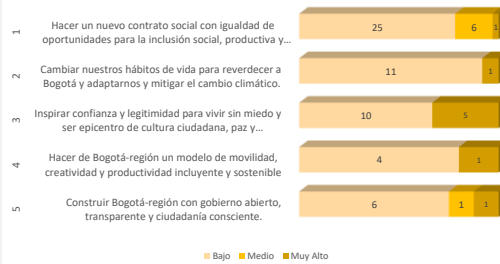 1
Hacer un nuevo contrato social con igualdad de
oportunidades para la inclusión social, productiva y…
25 6 1
2
Cambiar nuestros hábitos de vida para reverdecer a
Bogotá y adaptarnos y mitigar el cambio climático.
11 1
3
Inspirar confianza y legitimidad para vivir sin miedo y
ser epicentro de cultura ciudadana, paz y…
10 5
4
Hacer de Bogotá-región un modelo de movilidad,
creatividad y productividad incluyente y sostenible
4 1
5
Construir Bogotá-región con gobierno abierto,
transparente y ciudadanía consciente.
6 1 1
Bajo Medio Muy Alto